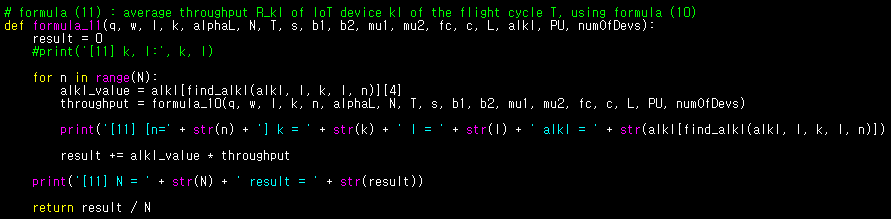 # formula (11) : average throughput R_kl of IoT device kl of the flight cycle T, using formula (10)
def formula_11(q, w, l, k, alphaL, N, T, s, b1, b2, mu1, mu2, fc, c, L, alkl, PU, numOfDevs):
    result = 0
    #print('[11] k, l:', k, l)

    for n in range(N):
        alkl_value = alkl[find_alkl(alkl, l, k, l, n)][4]
        throughput = formula_10(q, w, l, k, n, alphaL, N, T, s, b1, b2, mu1, mu2, fc, c, L, PU, numOfDevs)

        print('[11] [n=' + str(n) + '] k = ' + str(k) + ' l = ' + str(l) + ' alkl = ' + str(alkl[find_alkl(alkl, l, k, l, n)])

        result += alkl_value * throughput

    print('[11] N = ' + str(N) + ' result = ' + str(result))

    return result / N